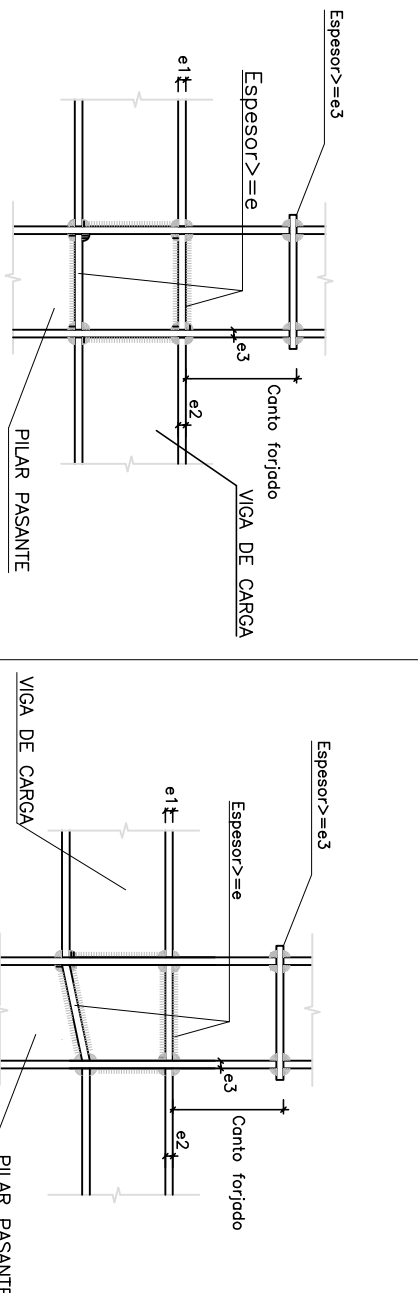 Espesor>=e3
e1
Espesor>=e
e3
Canto forjado
e2
VIGA DE CARGA
PILAR PASANTE
Espesor>=e3
e1
Espesor>=e
e3
Canto forjado
e2
VIGA DE CARGA
PILAR PASANTE